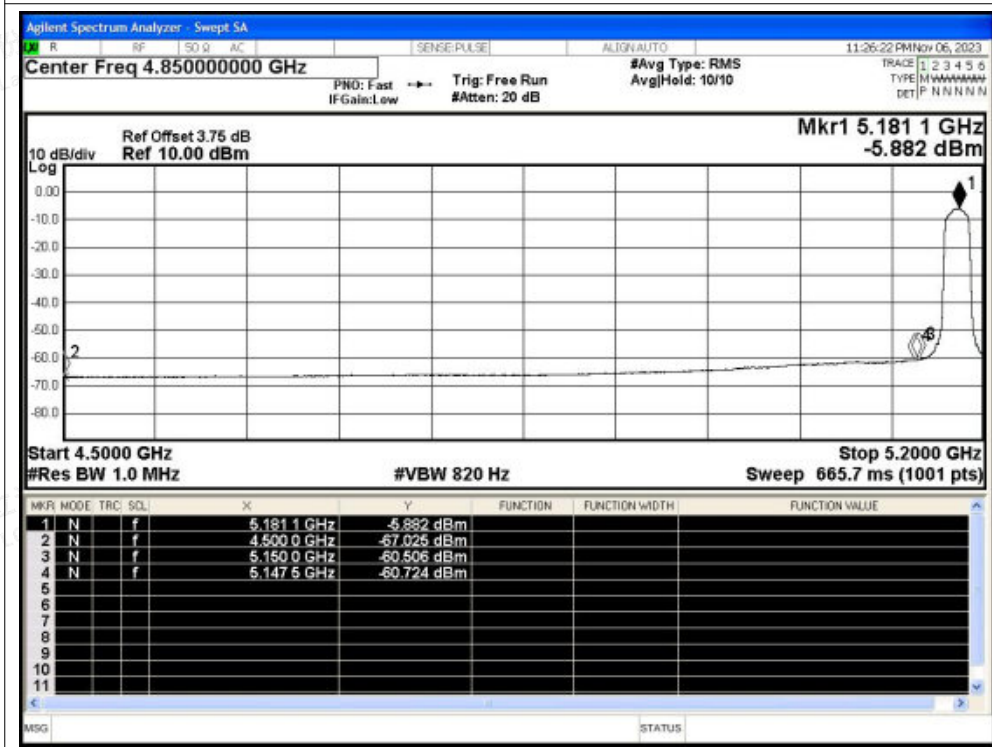 Agilent Spectrum Analyzer - Swept SA
LXI R RF 50 Ω AC SENSE:PULSE ALIGN AUTO 11:26:22 PM Nov 06, 2023
Center Freq 4.850000000 GHz
PNO: Fast
IFGain:Low
Trig: Free Run
#Atten: 20 dB
#Avg Type: RMS
Avg|Hold: 10/10
TRACE 1 2 3 4 5 6
TYPE M WWWWW
DET P N N N N N
Mkr1 5.181 1 GHz
-5.882 dBm
Ref Offset 3.75 dB
10 dB/div Ref 10.00 dBm
Log
0.00
-10.0
-20.0
-30.0
-40.0
-50.0
-60.0
-70.0
-80.0
1
2
4 3
Start 4.5000 GHz Stop 5.2000 GHz
#Res BW 1.0 MHz #VBW 820 Hz Sweep 665.7 ms (1001 pts)
MKR MODE TRC SCL X Y FUNCTION FUNCTION WIDTH FUNCTION VALUE
1 N f 5.181 1 GHz -5.882 dBm
2 N f 4.500 0 GHz -67.025 dBm
3 N f 5.150 0 GHz -60.506 dBm
4 N f 5.147 5 GHz -60.724 dBm
5
6
7
8
9
10
11
MSG STATUS